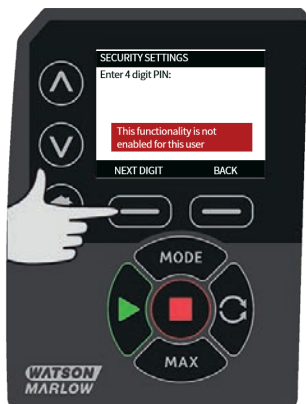 SECURITY SETTINGS
Enter 4 digit PIN:
This functionality is not
enabled for this user
NEXT DIGIT BACK
MODE
MAX
WATSON
MARLOW